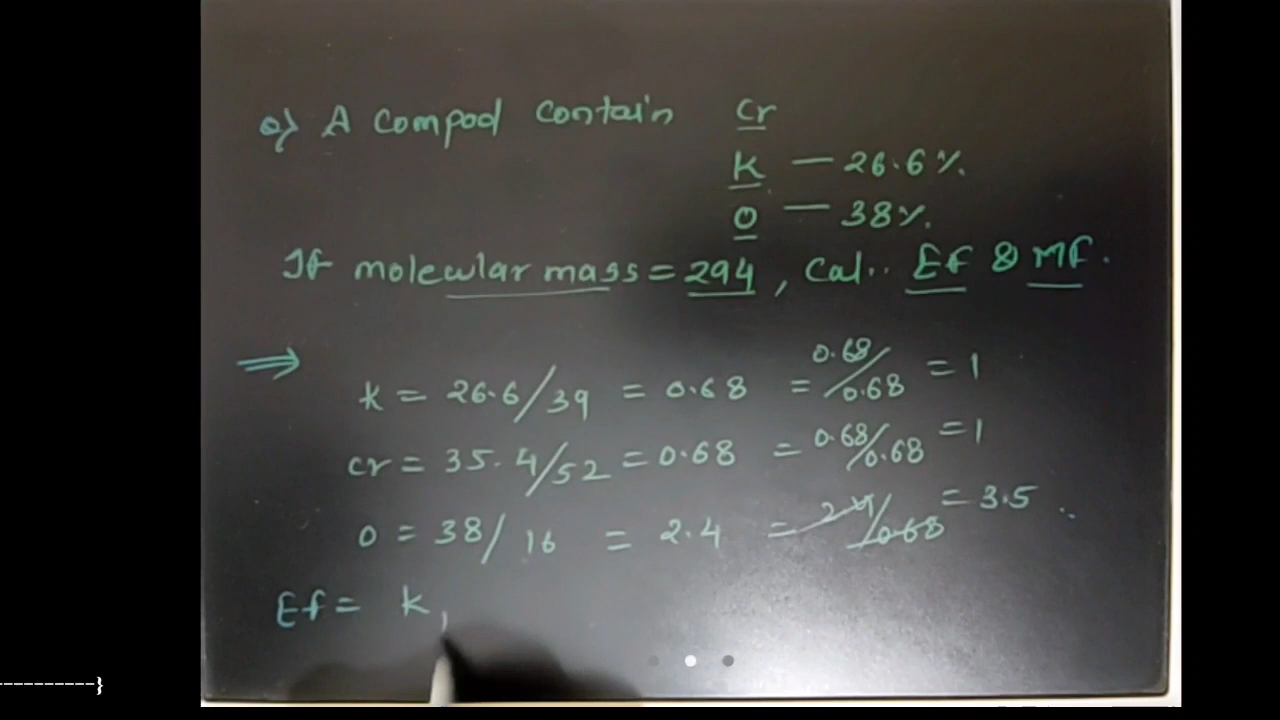 Q) A Compod Contain Cr
K — 26.6 %.
O — 38 %.
If molecular mass = 294 , Cal.. Ef & MF.
⇒
K = 26.6/39 = 0.68 = 0.68/0.68 = 1
Cr = 35.4/52 = 0.68 = 0.68/0.68 = 1
O = 38/16 = 2.4 = 2.4/0.68 = 3.5 ..
Ef = K,
----------}